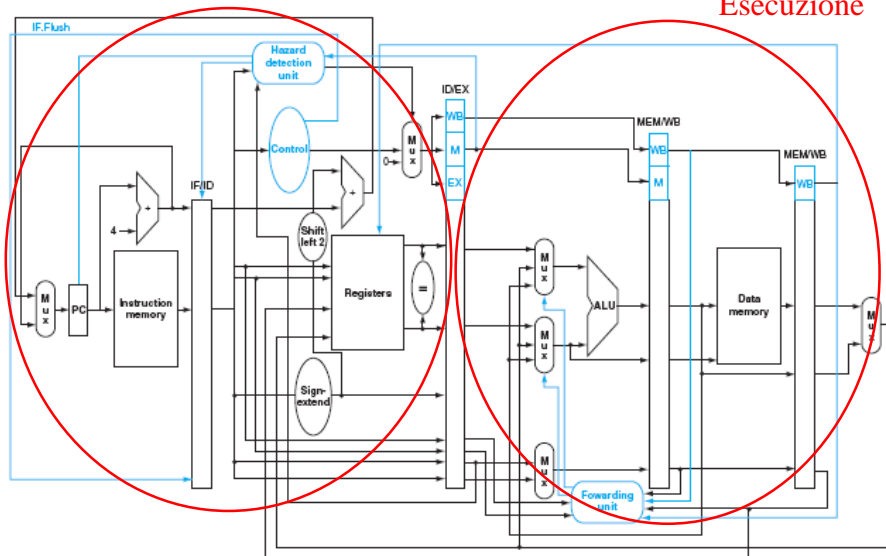 Esecuzione
IF.Flush
Hazard
detection
unit
ID/EX
Control
M
u
x
0
WB
M
EX
MEM/WB
WB
M
MEM/WB
WB
IF/ID
+
4
+
Shift
left 2
M
u
x
PC
Instruction
memory
Registers
=
M
u
x
ALU
M
u
x
Data
memory
M
u
x
Sign-
extend
M
u
x
Fowarding
unit